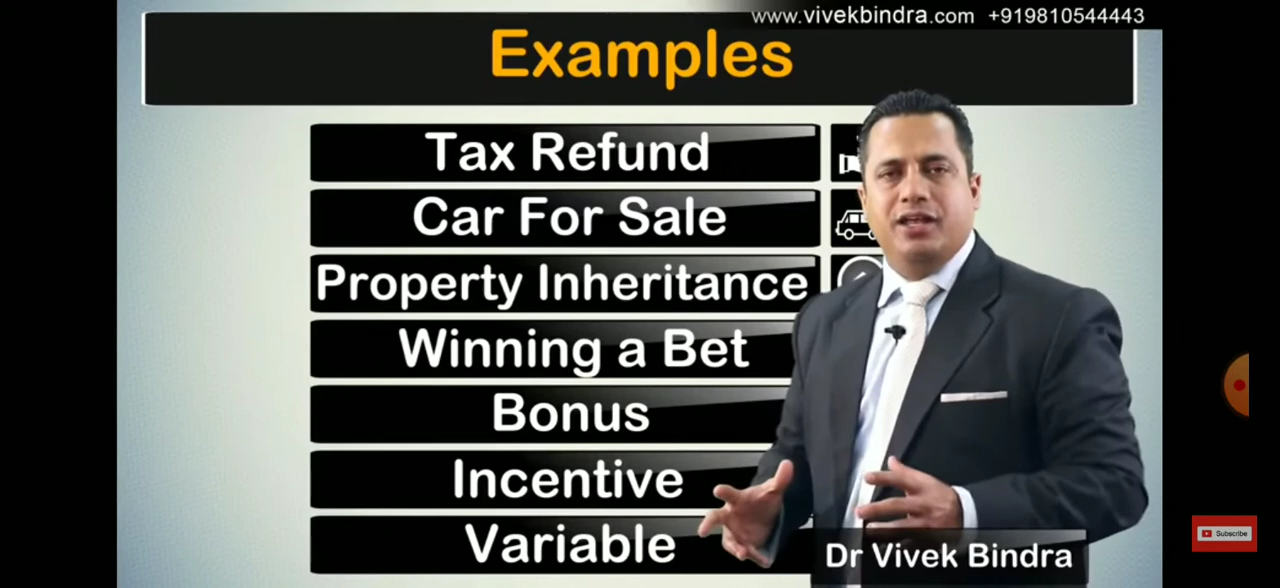 www.vivekbindra.com +919810544443
Examples
Tax Refund
Car For Sale
Property Inheritance
Winning a Bet
Bonus
Incentive
Variable
Dr Vivek Bindra
Subscribe